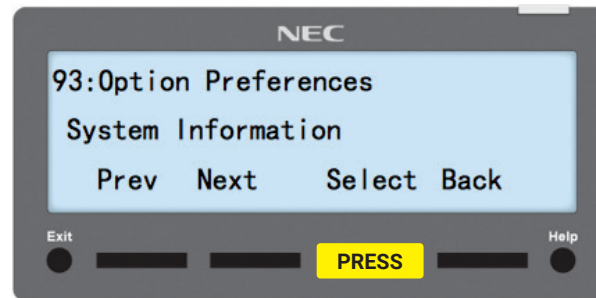 NEC
93:Option Preferences
System Information
Prev Next Select Back
Exit Help
PRESS